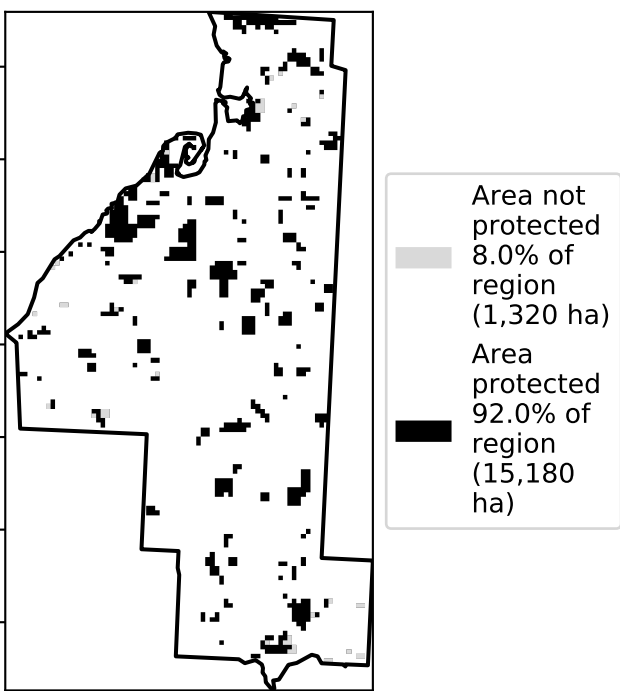 Area not
protected
8.0% of
region
(1,320 ha)
Area
protected
92.0% of
region
(15,180
ha)